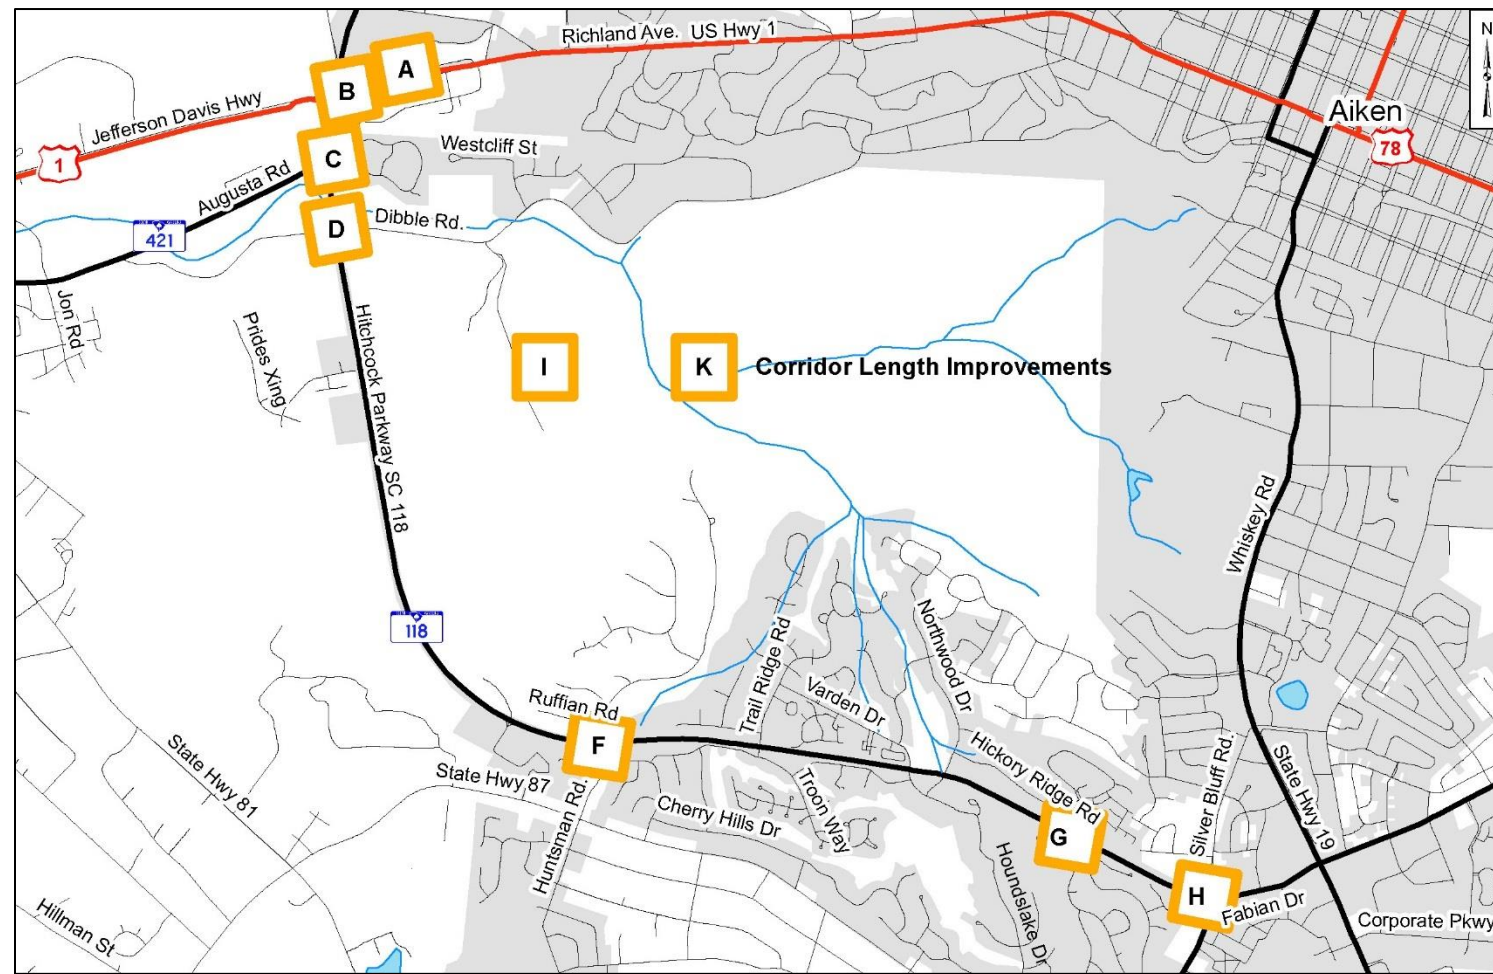 Richland Ave. US Hwy 1
N
A
B
Jefferson Davis Hwy
Aiken
1
78
C
Westcliff St
Augusta Rd
D
Dibble Rd.
421
Jon Rd
Prides Xing
Hitchcock Parkway SC 118
I
K
Corridor Length Improvements
Whiskey Rd
118
Ruffian Rd
Trail Ridge Rd
Northwood Dr
Varden Dr
F
State Hwy 81
State Hwy 87
Hickory Ridge Rd
Silver Bluff Rd.
State Hwy 19
Huntsman Rd.
Cherry Hills Dr
Troon Way
G
Houndslake Dr
H
Fabian Dr
Hillman St
Corporate Pkwy